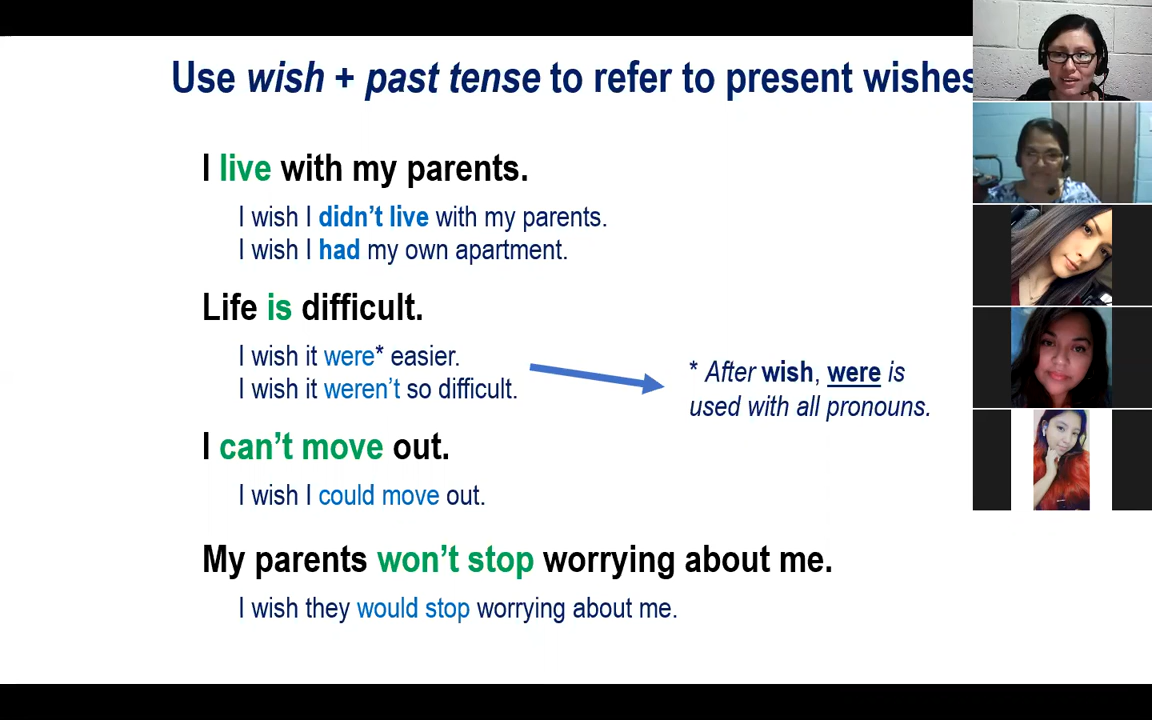 Use wish + past tense to refer to present wishes
I live with my parents.
I wish I didn’t live with my parents.
I wish I had my own apartment.
Life is difficult.
I wish it were* easier.
I wish it weren’t so difficult.
* After wish, were is
used with all pronouns.
I can’t move out.
I wish I could move out.
My parents won’t stop worrying about me.
I wish they would stop worrying about me.